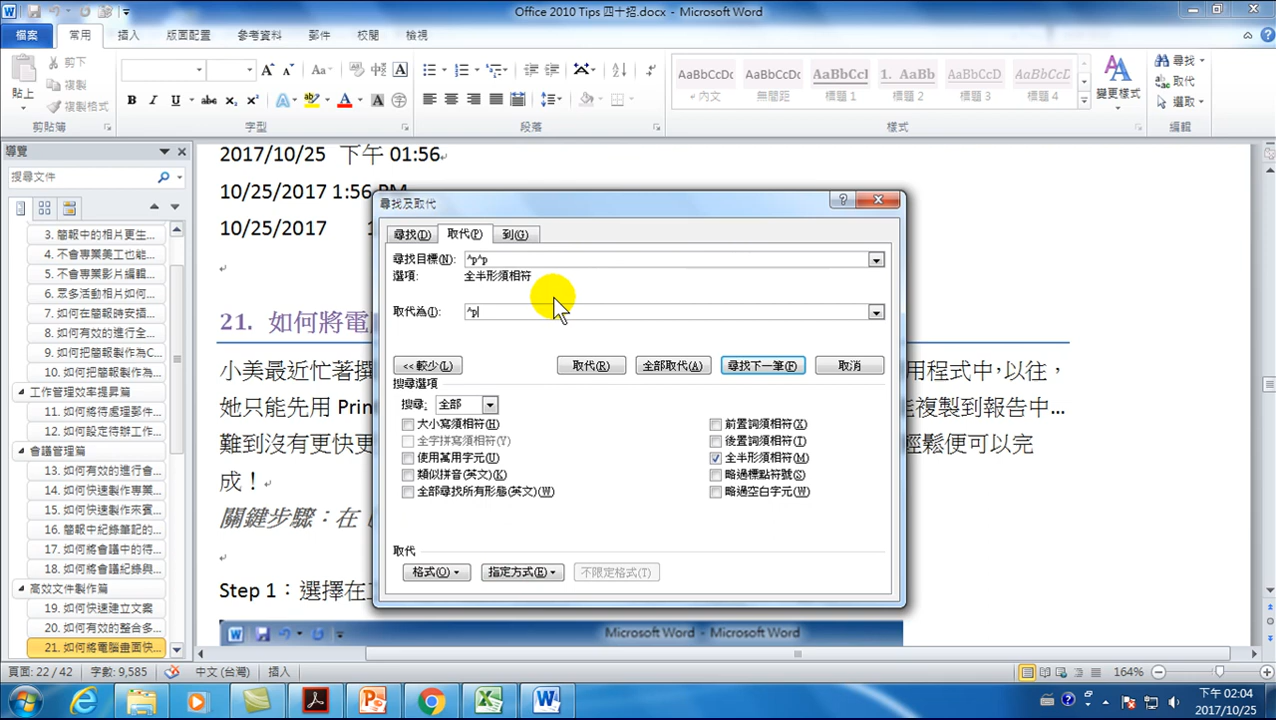 Office 2010 Tips 四十招.docx - Microsoft Word
檔案 常用 插入 版面配置 參考資料 郵件 校閱 檢視
貼上 剪下 複製 複製格式
剪貼簿 字型 段落 樣式 編輯
AaBbCcDc AaBbCcDc AaBbCcl 1. AaBb AaBbCcDd AaBbCcDd
內文 無間距 標題 1 標題 2 標題 3 標題 4
變更樣式
尋找 取代 選取
導覽
搜尋文件
3. 簡報中的相片更生...
4. 不會專業美工也能...
5. 不會專業影片編輯...
6. 眾多活動相片如何...
7. 如何在簡報時安插...
8. 如何有效的進行全...
9. 如何把簡報製作為C...
10. 如何把簡報製作為...
工作管理效率提昇篇
11. 如何將待處理郵件...
12. 如何設定待辦工作...
會議管理篇
13. 如何有效的進行會...
14. 如何快速製作專業...
15. 如何快速製作來賓...
16. 簡報中紀錄筆記的...
17. 如何將會議中的待...
18. 如何將會議紀錄與...
高效文件製作篇
19. 如何快速建立文案
20. 如何有效的整合多...
21. 如何將電腦畫面快...
2017/10/25 下午 01:56
10/25/2017 1:56 PM
10/25/2017 1
21. 如何將電
小美最近忙著撰
用程式中，以往，
她只能先用 Prin
能複製到報告中...
難到沒有更快更
輕鬆便可以完
成！
關鍵步驟：在
Step 1：選擇在
Microsoft Word - Microsoft Word
尋找及取代
尋找(D) 取代(P) 到(G)
尋找目標(N): ^p^p
選項: 全半形須相符
取代為(I): ^p
<< 較少(L) 取代(R) 全部取代(A) 尋找下一筆(F) 取消
搜尋選項
搜尋: 全部
大小寫須相符(H) 前置詞須相符(X)
全字拼寫須相符(Y) 後置詞須相符(T)
使用萬用字元(U) 全半形須相符(M)
類似拼音(英文)(K) 略過標點符號(S)
全部尋找所有形態(英文)(W) 略過空白字元(W)
取代
格式(O) 指定方式(E) 不限定格式(T)
頁面: 22 / 42 字數: 9,585 中文 (台灣) 插入 164%
下午 02:04
2017/10/25